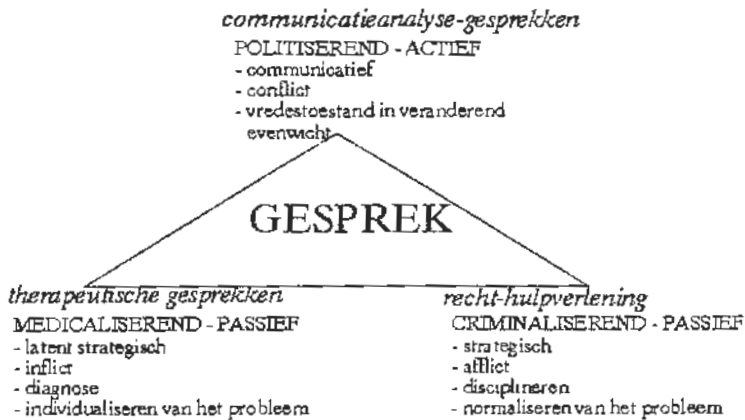 communicatieanalyse-gesprekken
POLITISEREND - ACTIEF
- communicatief
- conflict
- vredestoestand in veranderend
evenwicht
GESPREK
therapeutische gesprekken
MEDICALISEREND - PASSIEF
- latent strategisch
- inflict
- diagnose
- individualiseren van het probleem
recht-hulpverlening
CRIMINALISEREND - PASSIEF
- strategisch
- afflict
- disciplineren
- normaliseren van het probleem